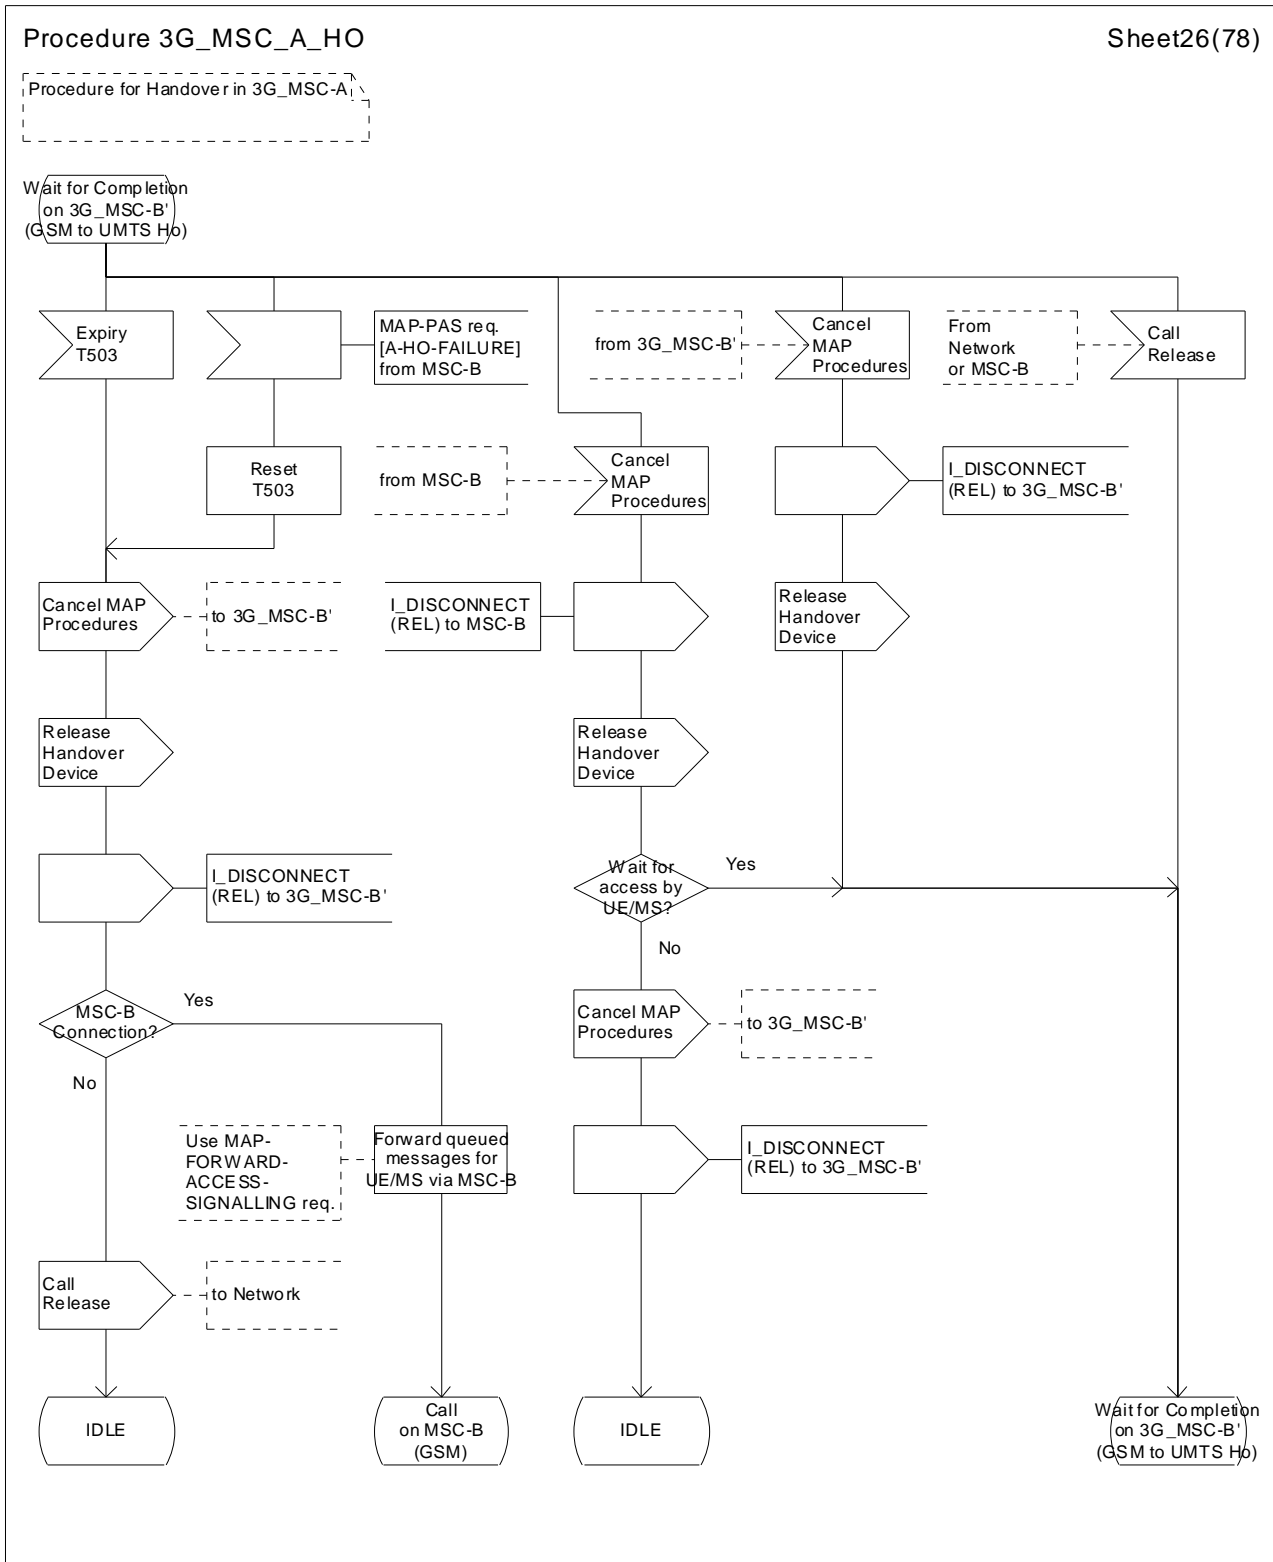 Procedure 3G_MSC_A_HO
Sheet26(78)
Procedure for Handover in 3G_MSC-A
Wait for Completion
on 3G_MSC-B'
(GSM to UMTS Ho)
Expiry
T503
MAP-PAS req.
[A-HO-FAILURE]
from MSC-B
from 3G_MSC-B'
Cancel
MAP
Procedures
From
Network
or MSC-B
Call
Release
Reset
T503
from MSC-B
Cancel
MAP
Procedures
I_DISCONNECT
(REL) to 3G_MSC-B'
Cancel MAP
Procedures
to 3G_MSC-B'
I_DISCONNECT
(REL) to MSC-B
Release
Handover
Device
Release
Handover
Device
Release
Handover
Device
I_DISCONNECT
(REL) to 3G_MSC-B'
Wait for
access by
UE/MS?
Yes
No
MSC-B
Connection?
Yes
No
Cancel MAP
Procedures
to 3G_MSC-B'
Use MAP-
FORWARD-
ACCESS-
SIGNALLING req.
Forward queued
messages for
UE/MS via MSC-B
I_DISCONNECT
(REL) to 3G_MSC-B'
Call
Release
to Network
IDLE
Call
on MSC-B
(GSM)
IDLE
Wait for Completion
on 3G_MSC-B'
(GSM to UMTS Ho)